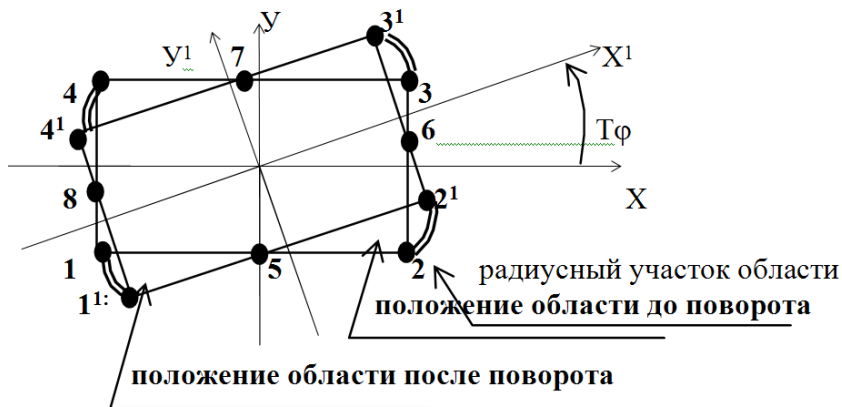 3¹
У
У¹
7
X¹
4
3
4¹
6
Тφ
8
2¹
X
1
5
2
радиусный участок области
1¹:
положение области до поворота
положение области после поворота